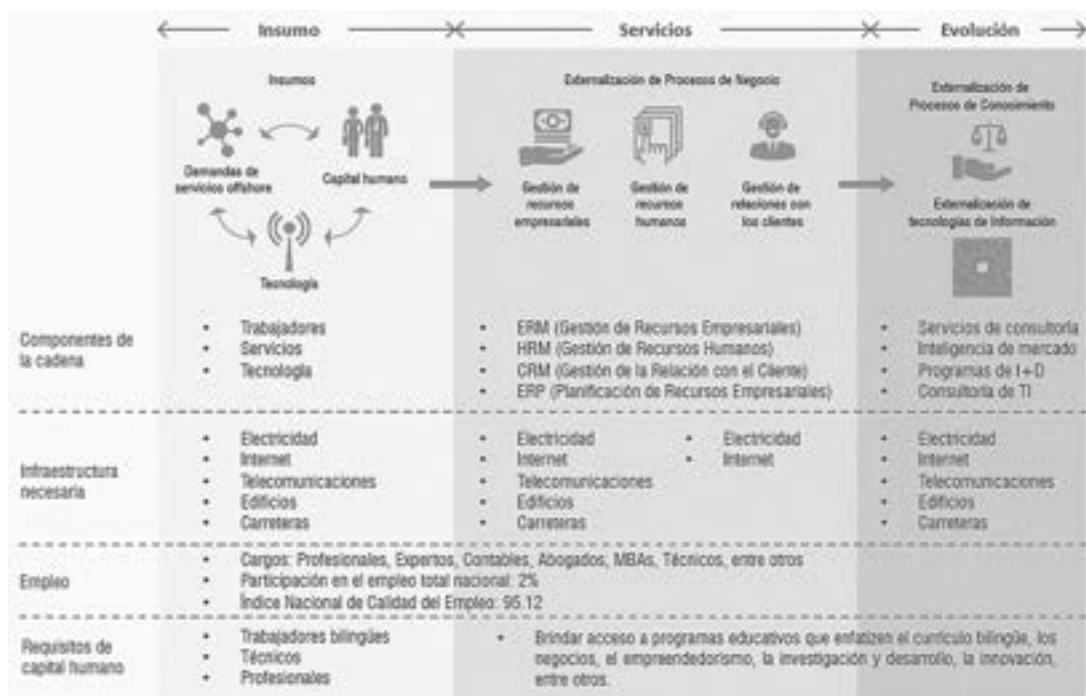 Insumo
Servicios
Evolución
Insumos
Demandas de
servicios offshore
Capital humano
Tecnología
Externalización de Procesos de Negocio
Gestión de
recursos
empresariales
Gestión de
recursos
humanos
Gestión de
relaciones con
los clientes
Externalización de
Procesos de Conocimiento
Externalización de
tecnologías de Información
Componentes de
la cadena
• Trabajadores
• Servicios
• Tecnología
• ERM (Gestión de Recursos Empresariales)
• HRM (Gestión de Recursos Humanos)
• CRM (Gestión de la Relación con el Cliente)
• ERP (Planificación de Recursos Empresariales)
• Servicios de consultoría
• Inteligencia de mercado
• Programas de I+D
• Consultoría de TI
Infraestructura
necesaria
• Electricidad
• Internet
• Telecomunicaciones
• Edificios
• Carreteras
• Electricidad
• Internet
• Telecomunicaciones
• Edificios
• Carreteras
• Electricidad
• Internet
• Electricidad
• Internet
• Telecomunicaciones
• Edificios
• Carreteras
Empleo
• Cargos: Profesionales, Expertos, Contables, Abogados, MBAs, Técnicos, entre otros
• Participación en el empleo total nacional: 2%
• Índice Nacional de Calidad del Empleo: 95.12
Requisitos de
capital humano
• Trabajadores bilingües
• Técnicos
• Profesionales
• Brindar acceso a programas educativos que enfatizen el currículo bilingüe, los
negocios, el empreendedorismo, la investigación y desarrollo, la innovación,
entre otros.